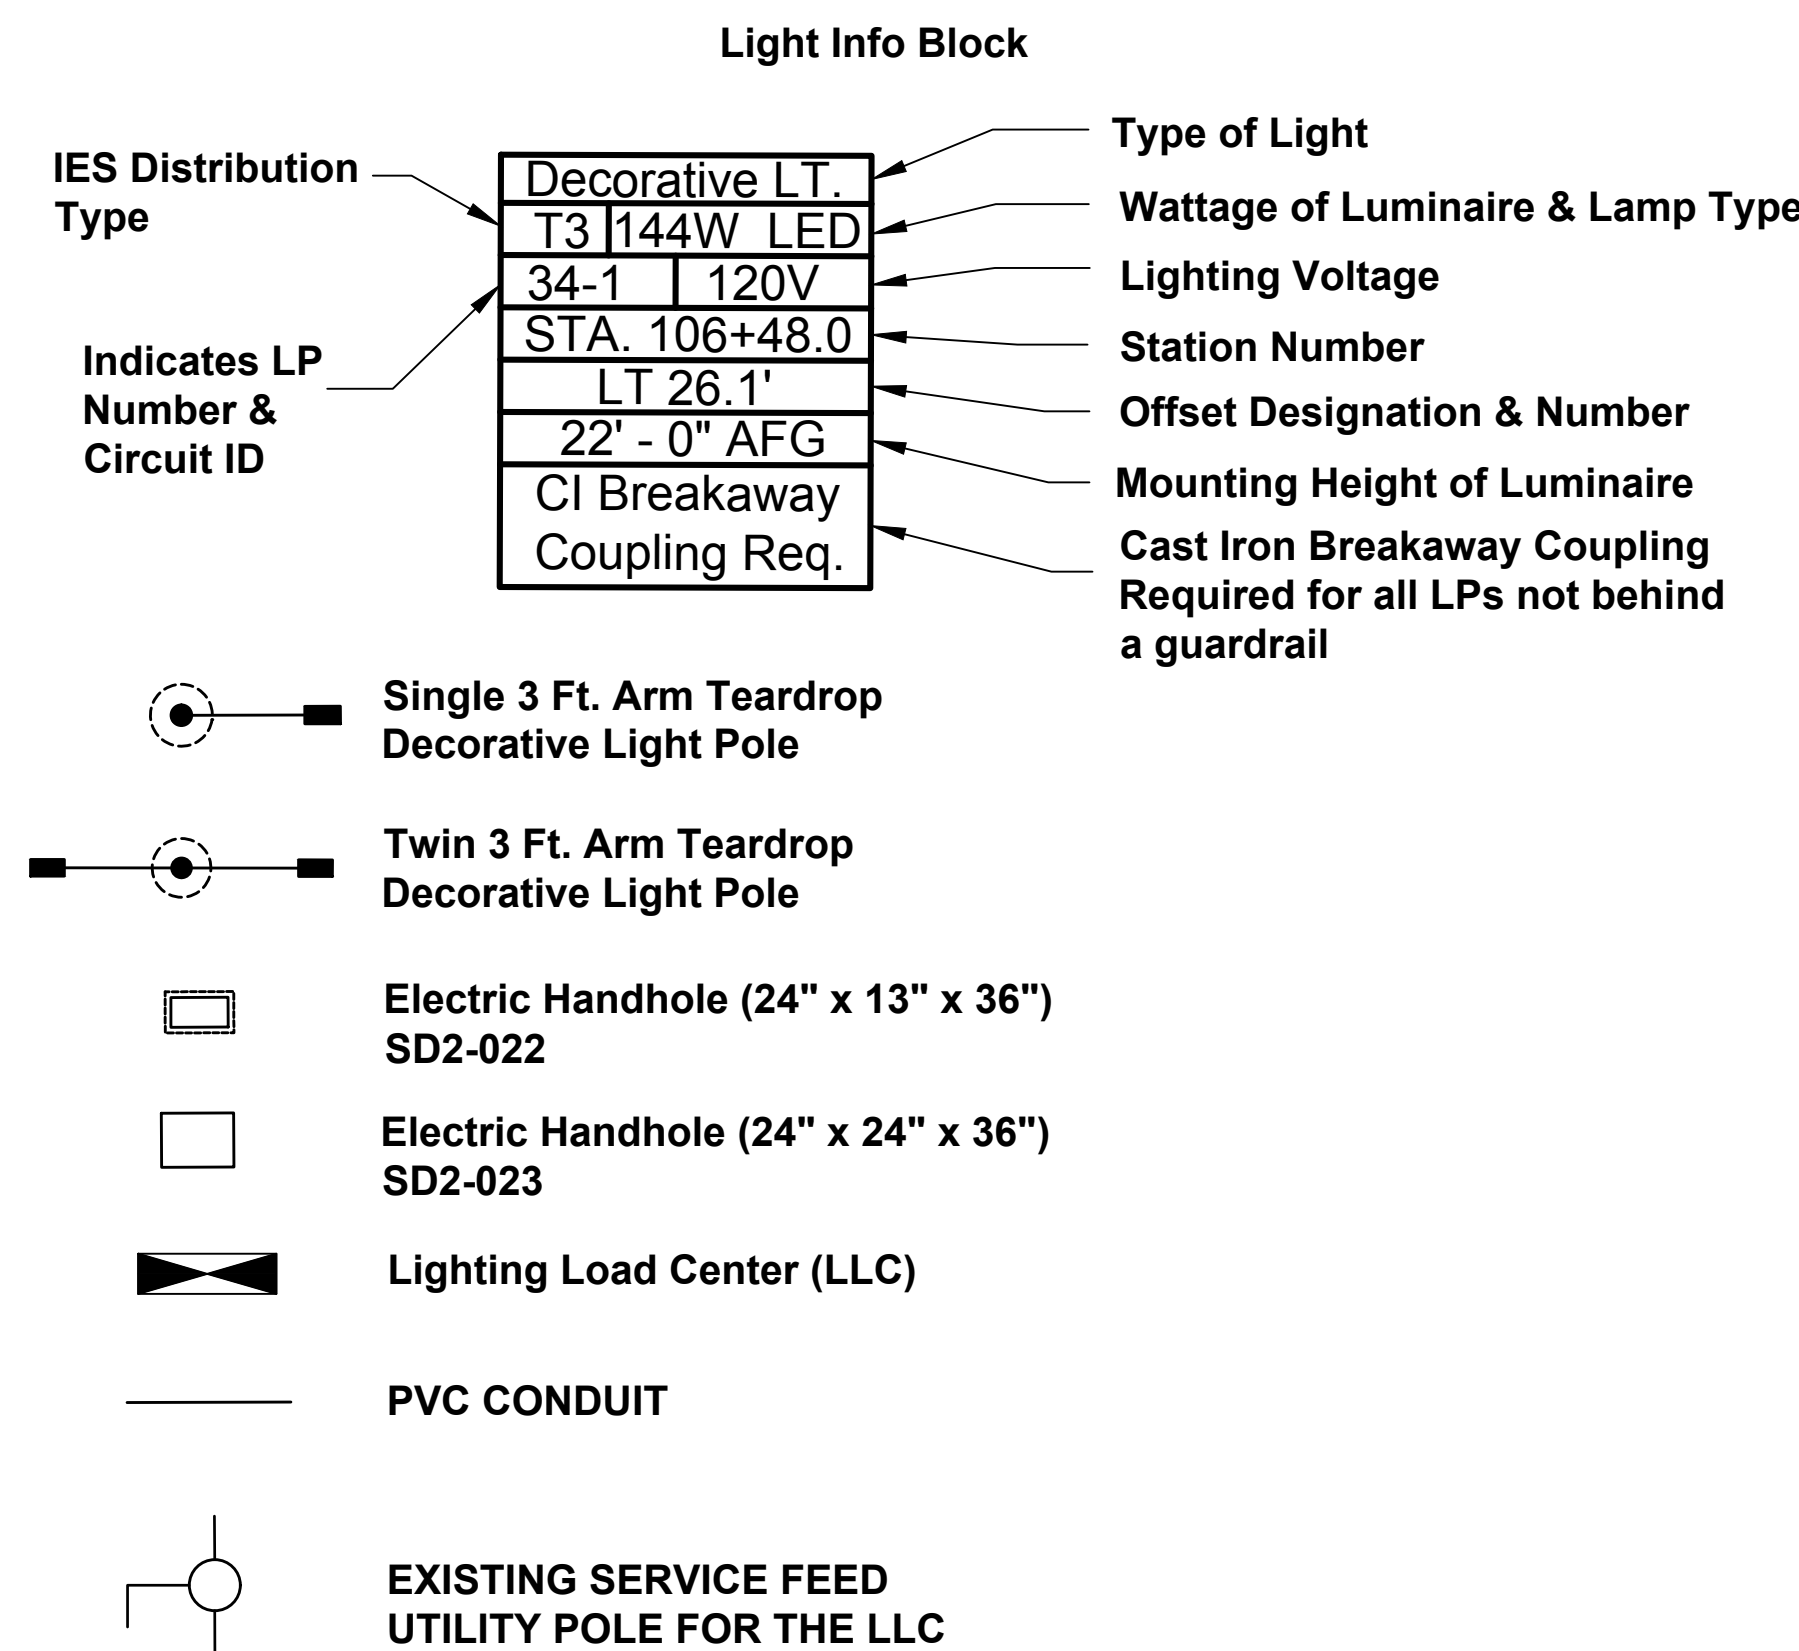 Light Info Block
IES Distribution
Type
Indicates LP
Number &
Circuit ID
Decorative LT.
T3 144W LED
34-1 120V
STA. 106+48.0
LT 26.1'
22' - 0" AFG
CI Breakaway
Coupling Req.
Type of Light
Wattage of Luminaire & Lamp Type
Lighting Voltage
Station Number
Offset Designation & Number
Mounting Height of Luminaire
Cast Iron Breakaway Coupling
Required for all LPs not behind
a guardrail
Single 3 Ft. Arm Teardrop
Decorative Light Pole
Twin 3 Ft. Arm Teardrop
Decorative Light Pole
Electric Handhole (24" x 13" x 36")
SD2-022
Electric Handhole (24" x 24" x 36")
SD2-023
Lighting Load Center (LLC)
PVC CONDUIT
EXISTING SERVICE FEED
UTILITY POLE FOR THE LLC